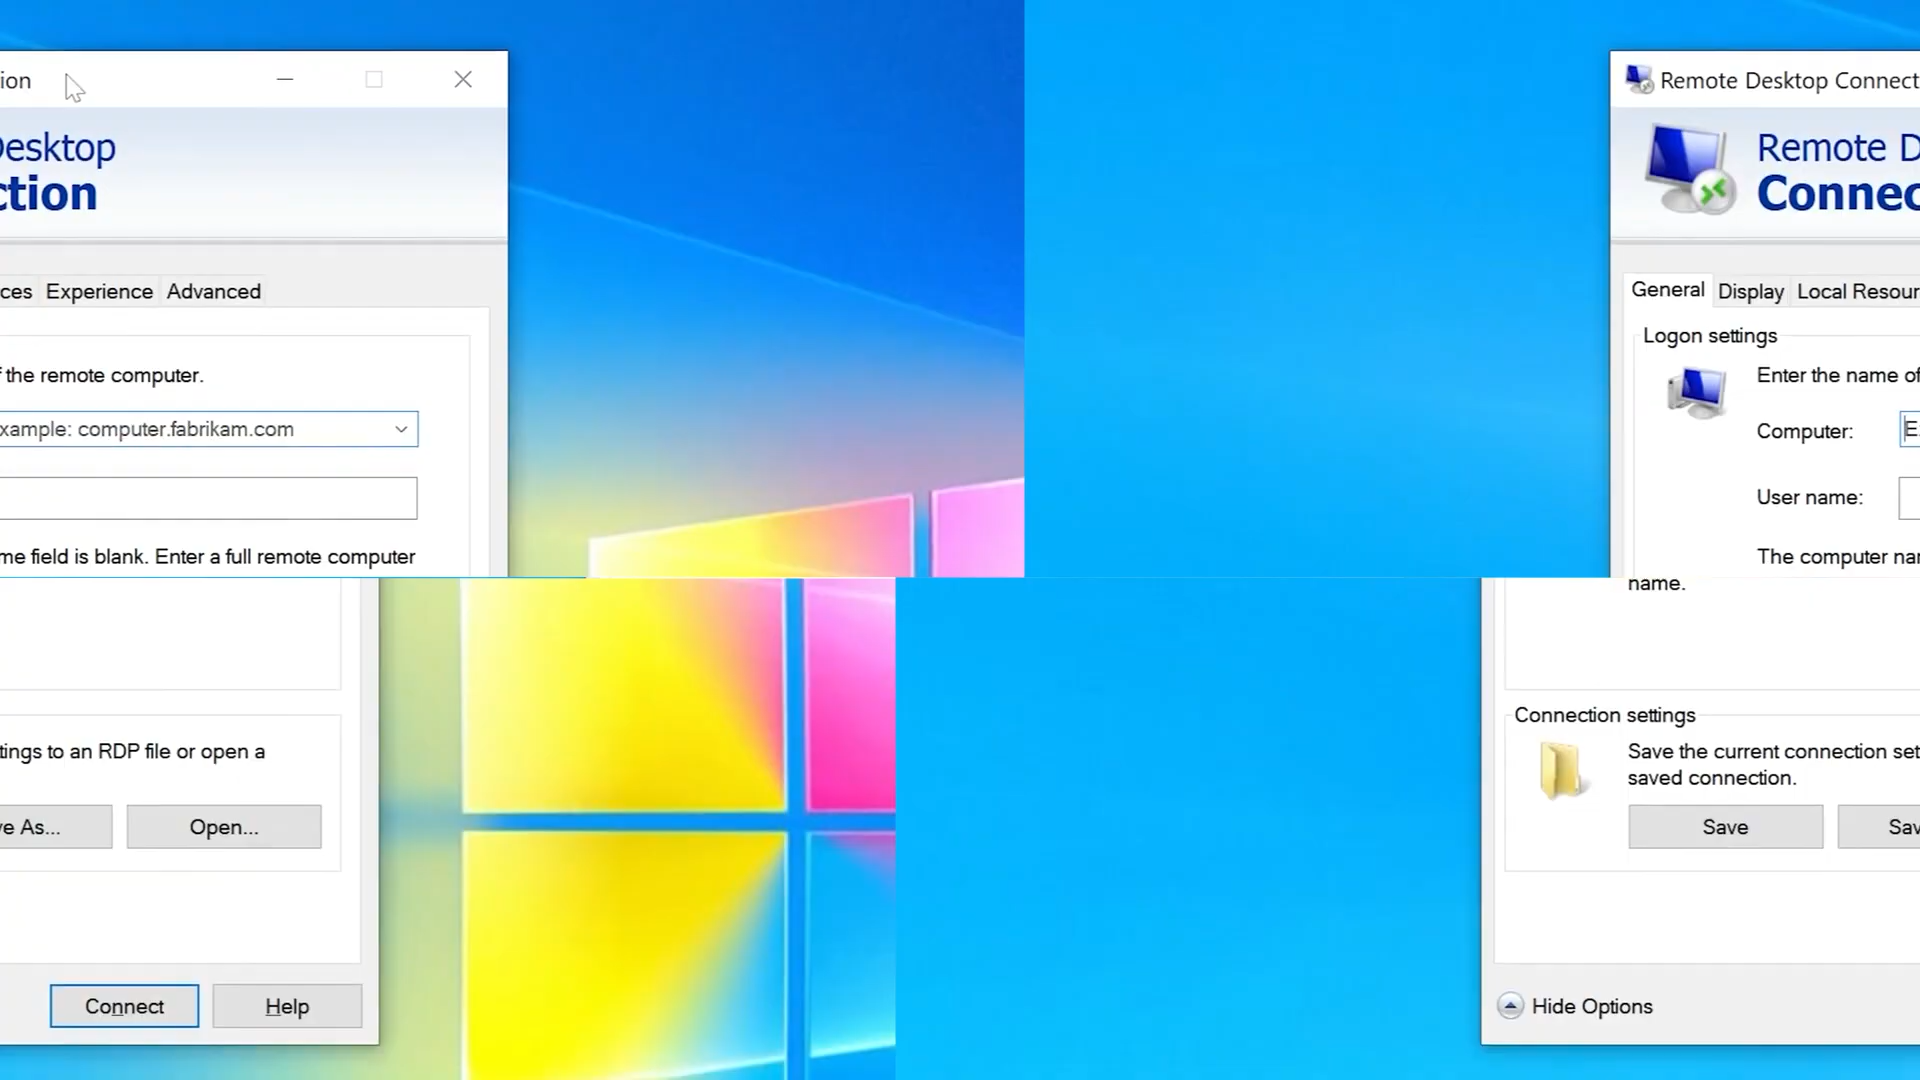 ion
Desktop
ction
ces Experience Advanced
f the remote computer.
xample: computer.fabrikam.com
me field is blank. Enter a full remote computer
Remote Desktop Connect
Remote D
Connec
General Display Local Resour
Logon settings
Enter the name of
Computer: E
User name:
The computer nan
name.
tings to an RDP file or open a
ve As... Open...
Connect Help
Connection settings
Save the current connection set
saved connection.
Save Sav
Hide Options